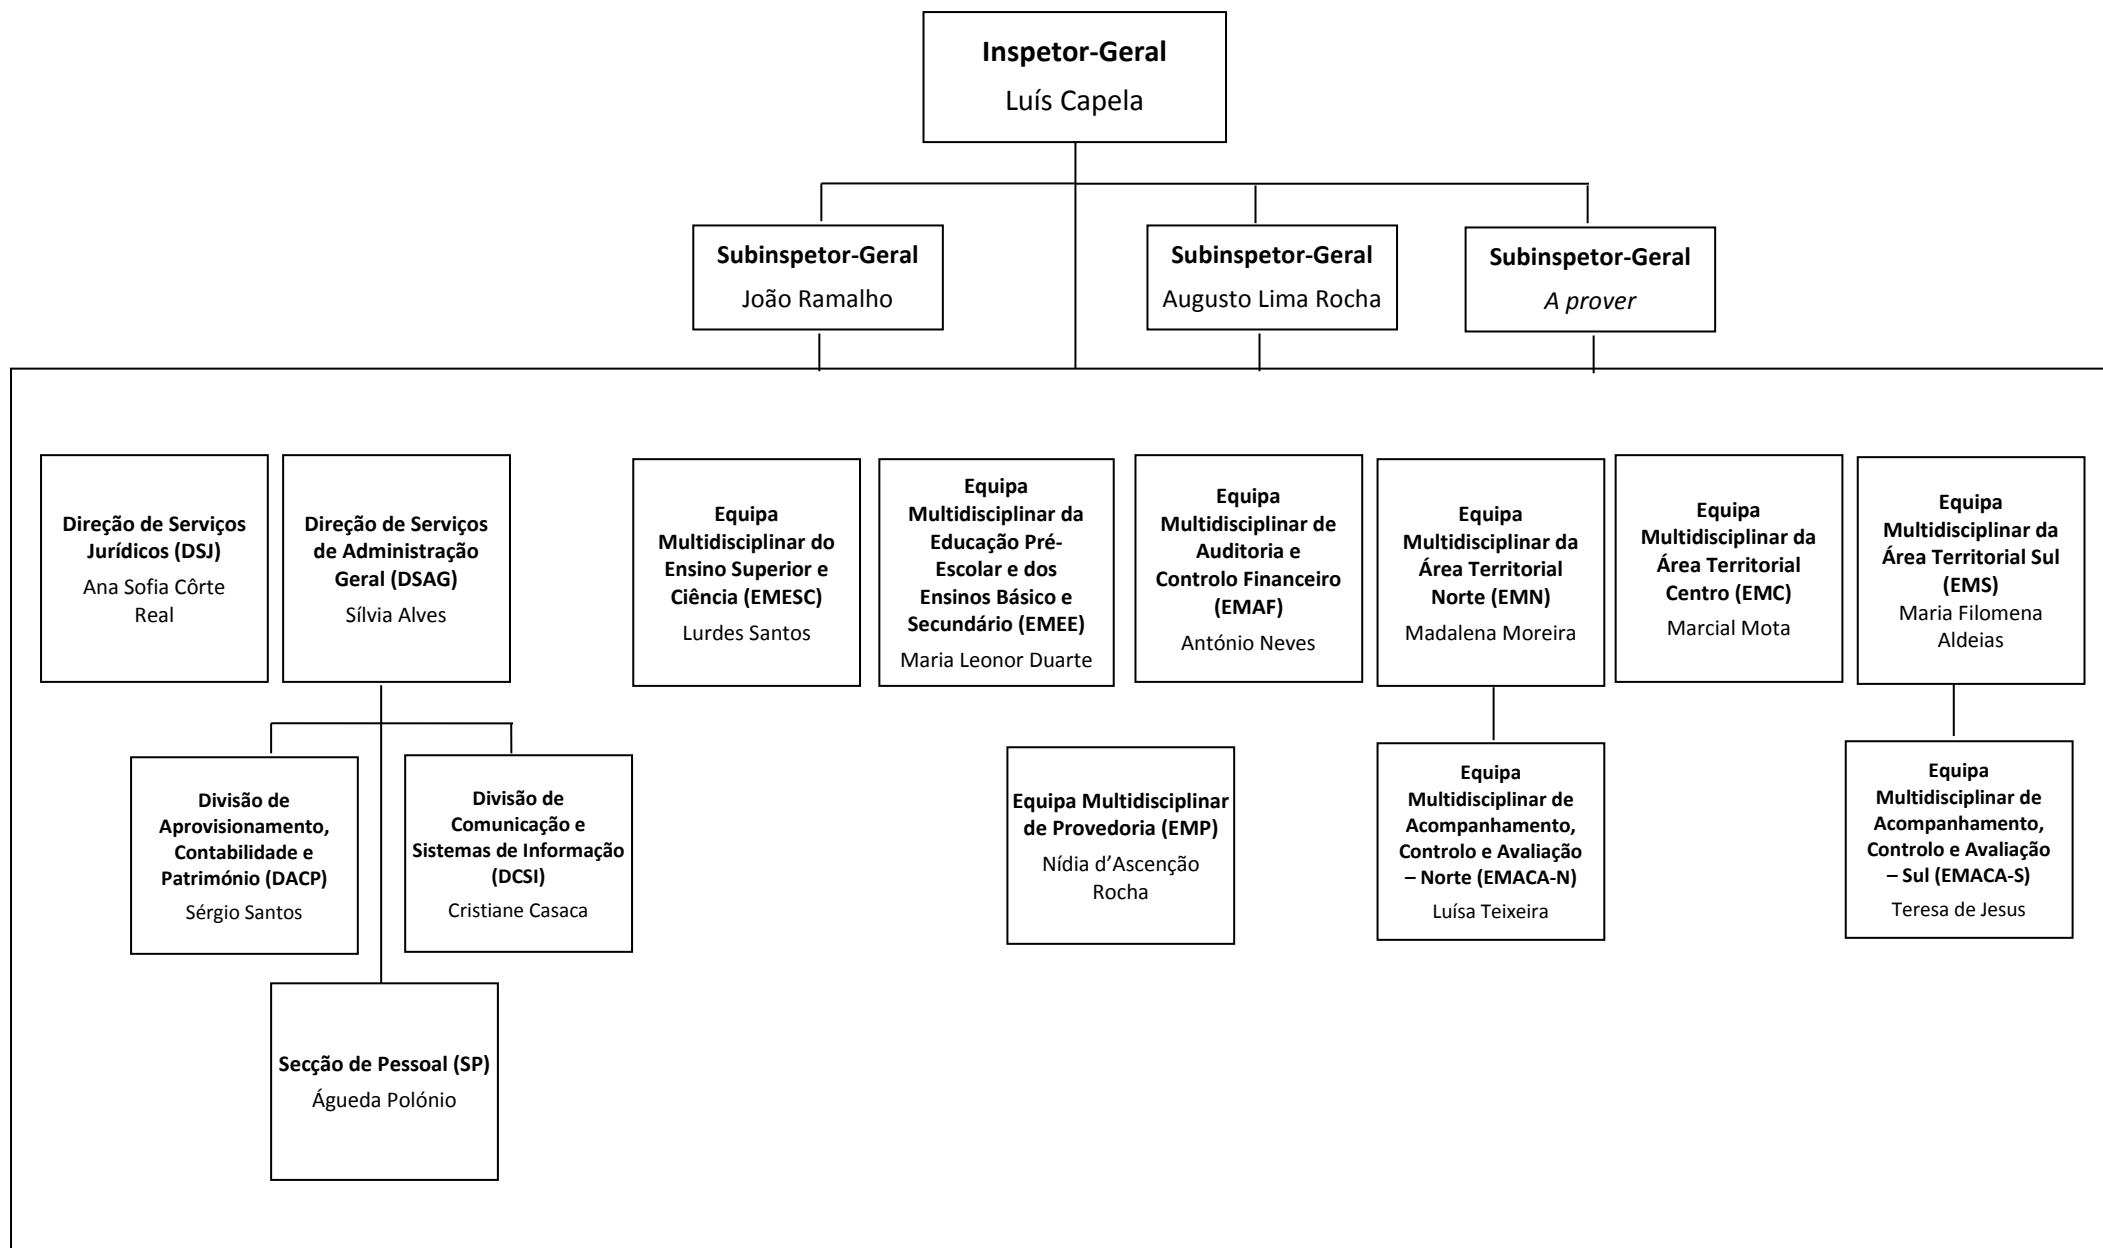 Inspetor-Geral
Luís Capela
Subinspetor-Geral
João Ramalho
Subinspetor-Geral
Augusto Lima Rocha
Subinspetor-Geral
A prover
Direção de Serviços
Jurídicos (DSJ)
Ana Sofia Côrte
Real
Direção de Serviços
de Administração
Geral (DSAG)
Sílvia Alves
Equipa
Multidisciplinar do
Ensino Superior e
Ciência (EMESC)
Lurdes Santos
Equipa
Multidisciplinar da
Educação Pré-
Escolar e dos
Ensinos Básico e
Secundário (EMEE)
Maria Leonor Duarte
Equipa
Multidisciplinar de
Auditoria e
Controlo Financeiro
(EMAF)
António Neves
Equipa
Multidisciplinar da
Área Territorial
Norte (EMN)
Madalena Moreira
Equipa
Multidisciplinar da
Área Territorial
Centro (EMC)
Marcial Mota
Equipa
Multidisciplinar da
Área Territorial Sul
(EMS)
Maria Filomena
Aldeias
Divisão de
Aprovisionamento,
Contabilidade e
Património (DACP)
Sérgio Santos
Divisão de
Comunicação e
Sistemas de Informação
(DCSI)
Cristiane Casaca
Equipa Multidisciplinar
de Provedoria (EMP)
Nídia d’Ascenção
Rocha
Equipa
Multidisciplinar de
Acompanhamento,
Controlo e Avaliação
– Norte (EMACA-N)
Luísa Teixeira
Equipa
Multidisciplinar de
Acompanhamento,
Controlo e Avaliação
– Sul (EMACA-S)
Teresa de Jesus
Secção de Pessoal (SP)
Águeda Polónio